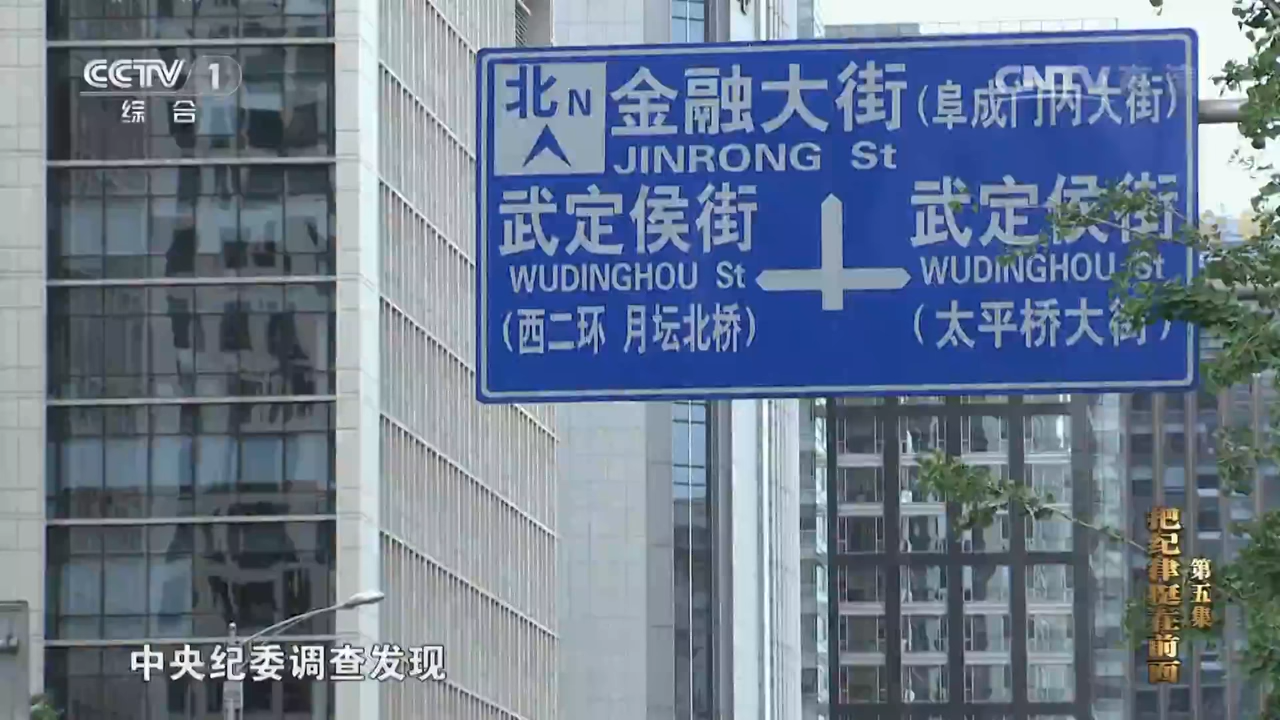 CCTV 1
综合
CNTV
北 N
金融大街 (阜成门内大街)
JINRONG St
武定侯街
WUDINGHOU St
(西二环 月坛北桥)
武定侯街
WUDINGHOU St
(太平桥大街)
把纪律挺在前面
第五集
中央纪委调查发现